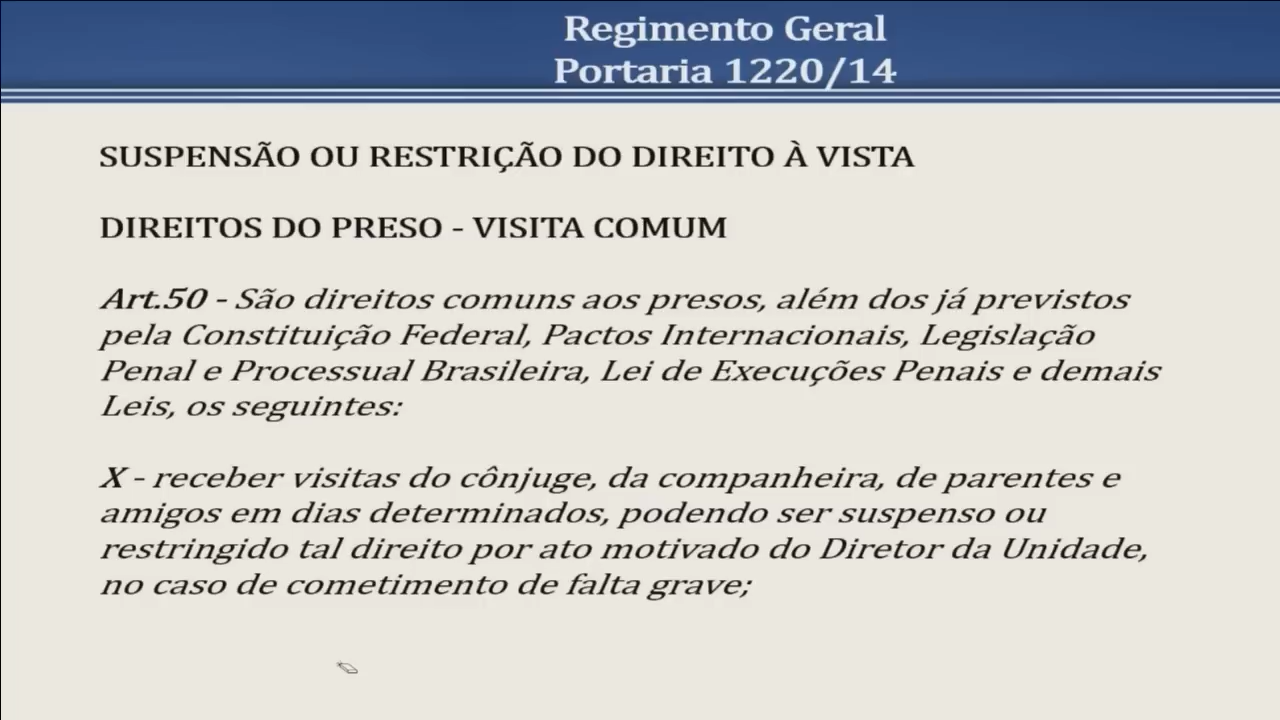 Regimento Geral
Portaria 1220/14
SUSPENSÃO OU RESTRIÇÃO DO DIREITO À VISTA
DIREITOS DO PRESO - VISITA COMUM
Art.50 - São direitos comuns aos presos, além dos já previstos
pela Constituição Federal, Pactos Internacionais, Legislação
Penal e Processual Brasileira, Lei de Execuções Penais e demais
Leis, os seguintes:
X - receber visitas do cônjuge, da companheira, de parentes e
amigos em dias determinados, podendo ser suspenso ou
restringido tal direito por ato motivado do Diretor da Unidade,
no caso de cometimento de falta grave;